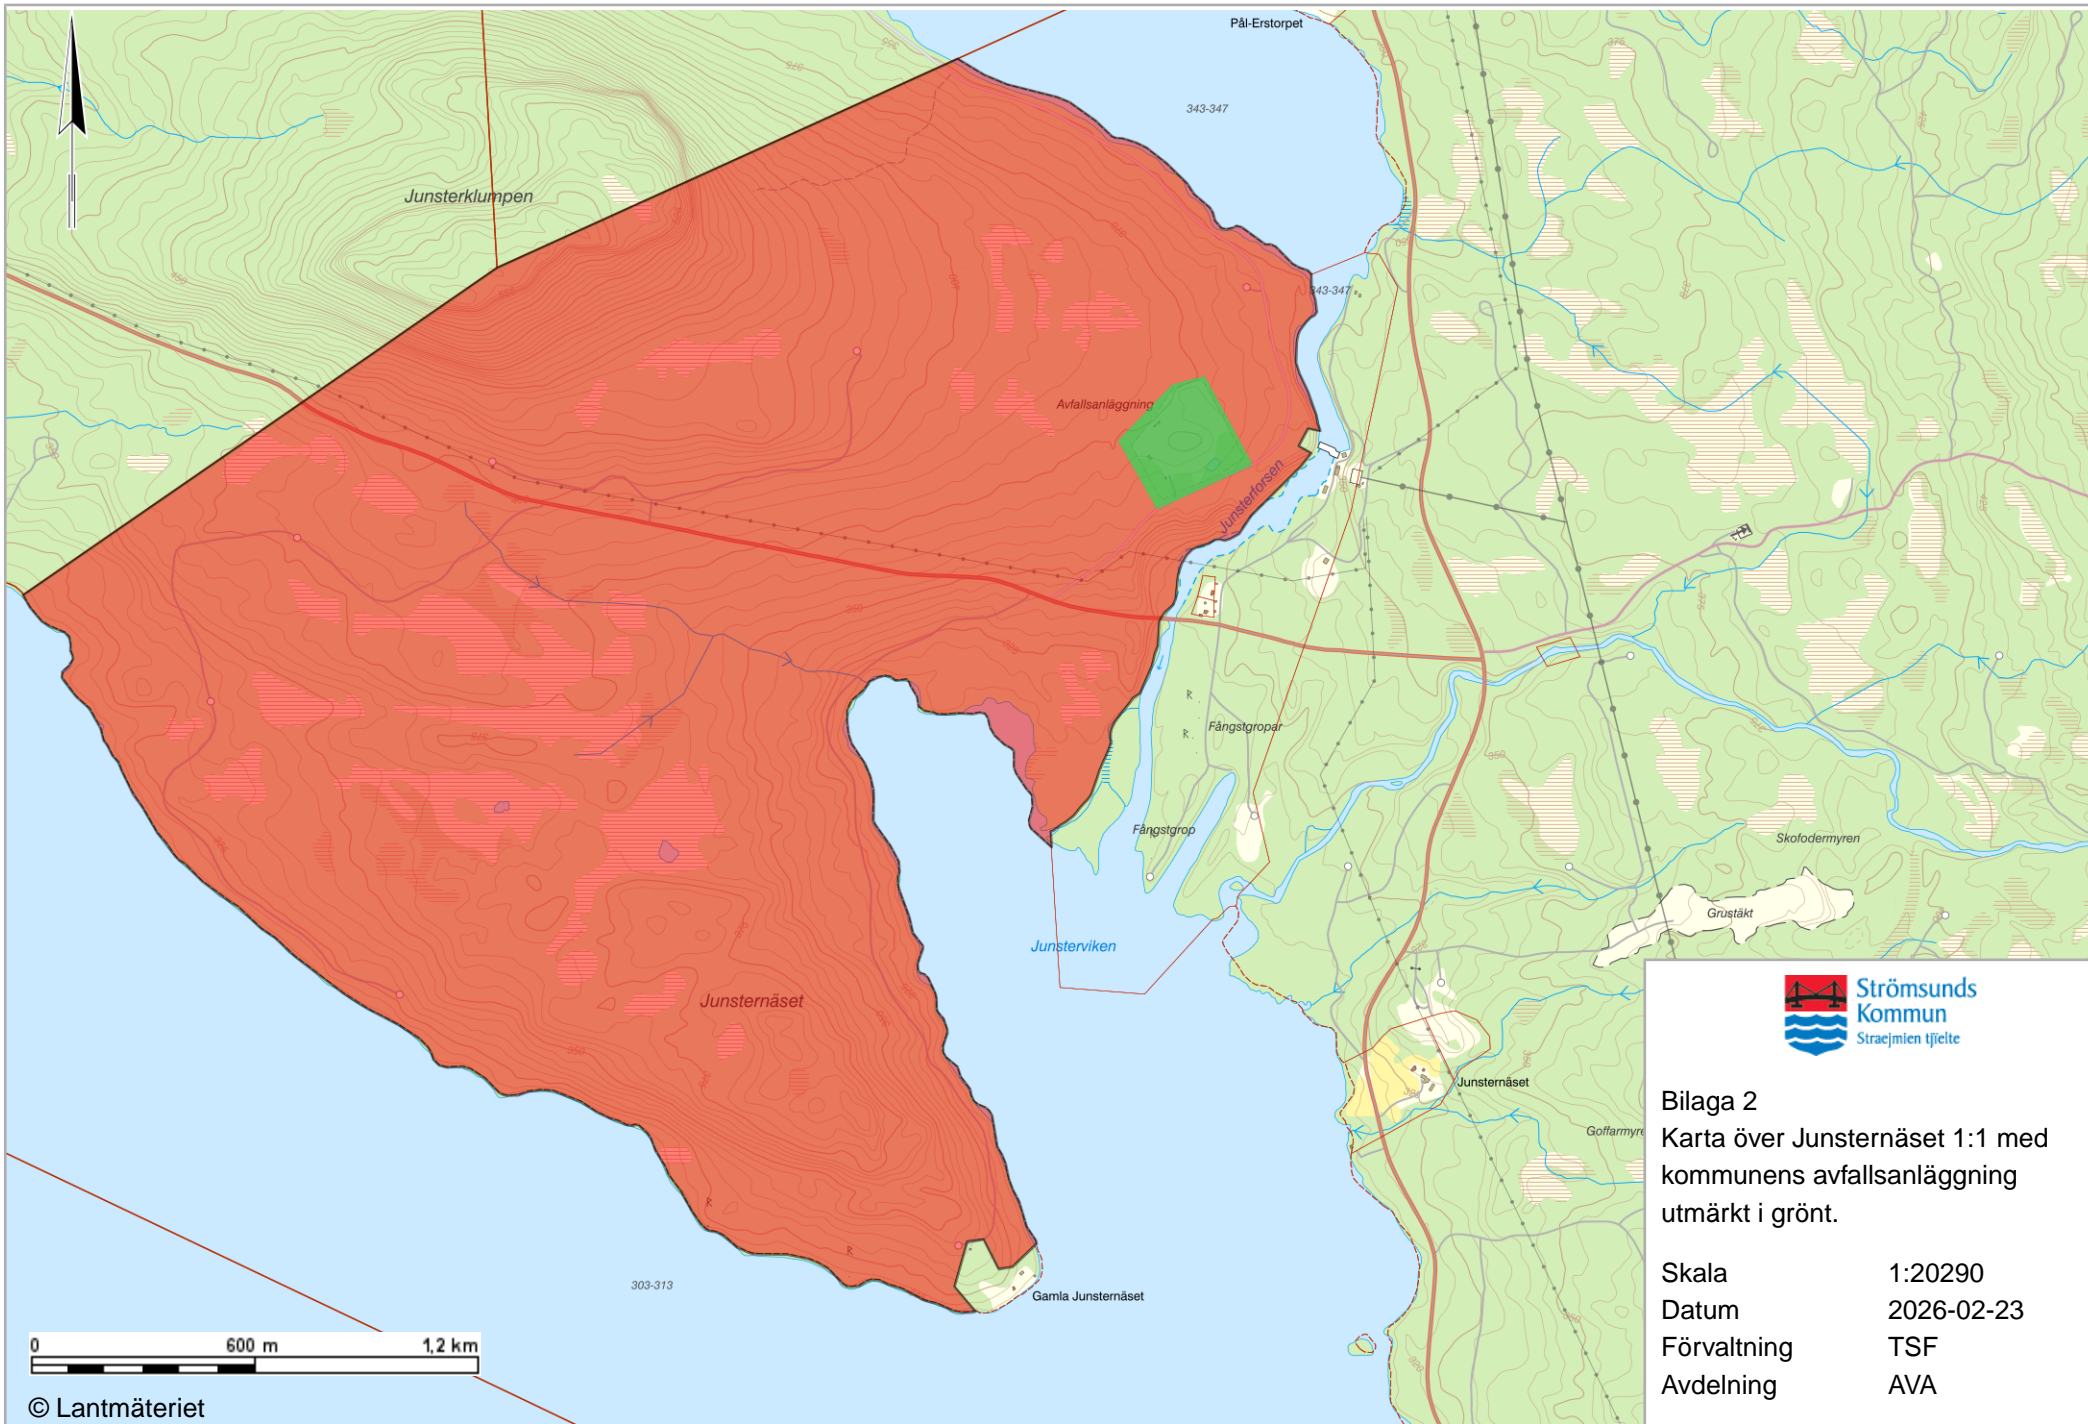 Pål-Erstorpet
343-347
Junsterklumpen
343-347
Avfallsanläggning
Junsterforsen
Fångstgropar
Fångstgrop
Skofodermyren
Grustäkt
Junsterviken
Junsternäset
Junsternäset
Goffarmyre
303-313
Gamla Junsternäset
0 600 m 1,2 km
© Lantmäteriet
Strömsunds
Kommun
Straejmien tjïelte
Bilaga 2
Karta över Junsternäset 1:1 med
kommunens avfallsanläggning
utmärkt i grönt.
Skala 1:20290
Datum 2026-02-23
Förvaltning TSF
Avdelning AVA